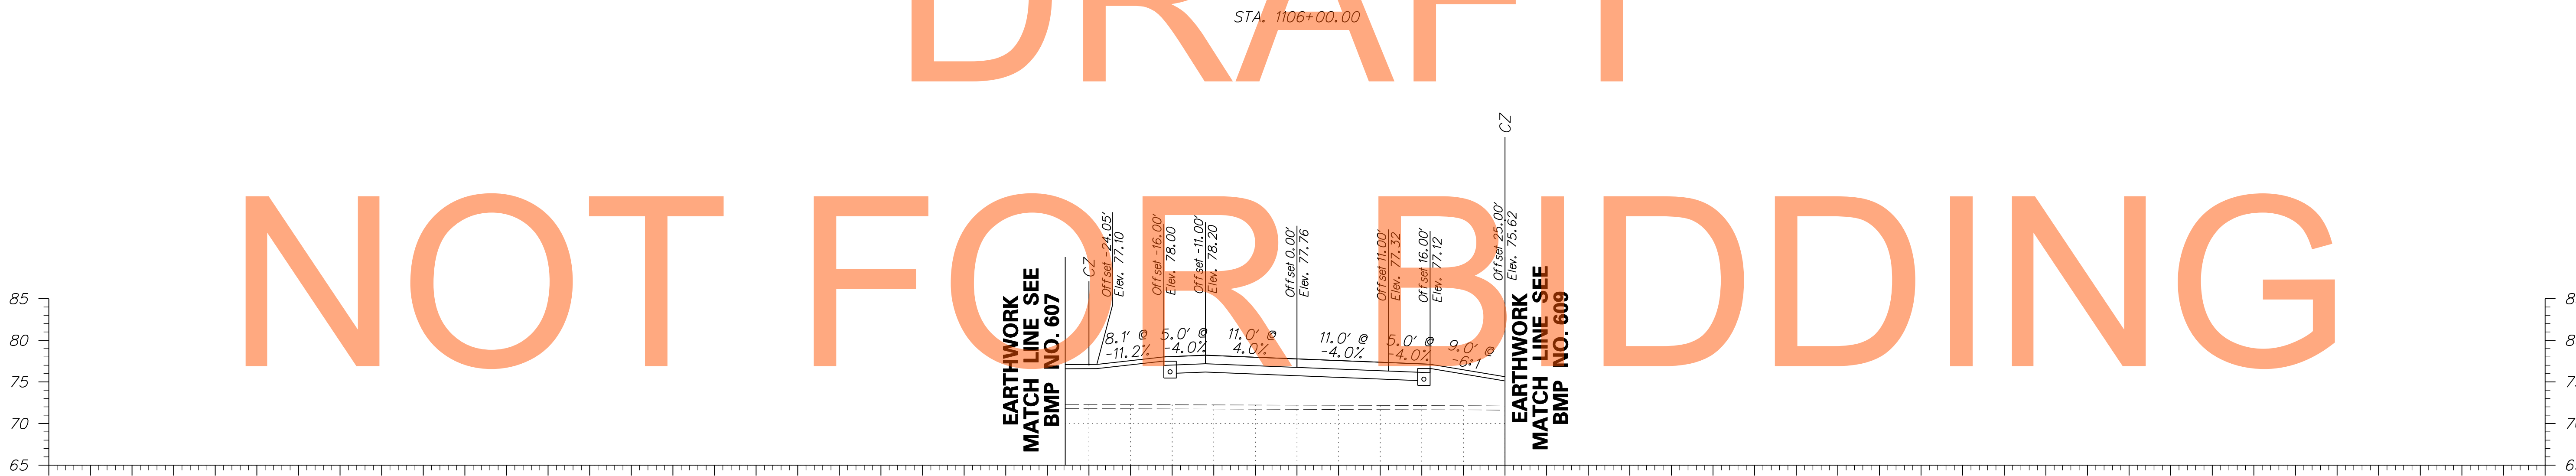 DRAFT
STA. 1106+00.00
NOT FOR BIDDING
CZ
CZ
Offset -24.05'
Elev. 77.10
Offset -16.00'
Elev. 78.00
Offset -11.00'
Elev. 78.20
Offset 0.00'
Elev. 77.76
Offset 11.00'
Elev. 77.32
Offset 16.00'
Elev. 77.12
Offset 25.00'
Elev. 75.62
EARTHWORK
MATCH LINE SEE
BMP NO. 607
8.1' @
-11.2%
5.0' @
-4.0%
11.0' @
4.0%
11.0' @
-4.0%
5.0' @
-4.0%
9.0' @
-6:1
EARTHWORK
MATCH LINE SEE
BMP NO. 609
85
80
75
70
65